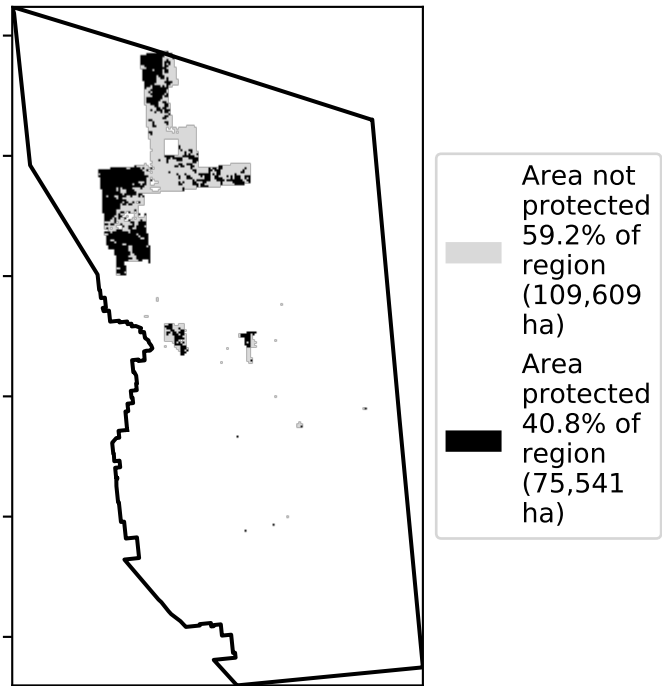 Area not
protected
59.2% of
region
(109,609
ha)
Area
protected
40.8% of
region
(75,541
ha)